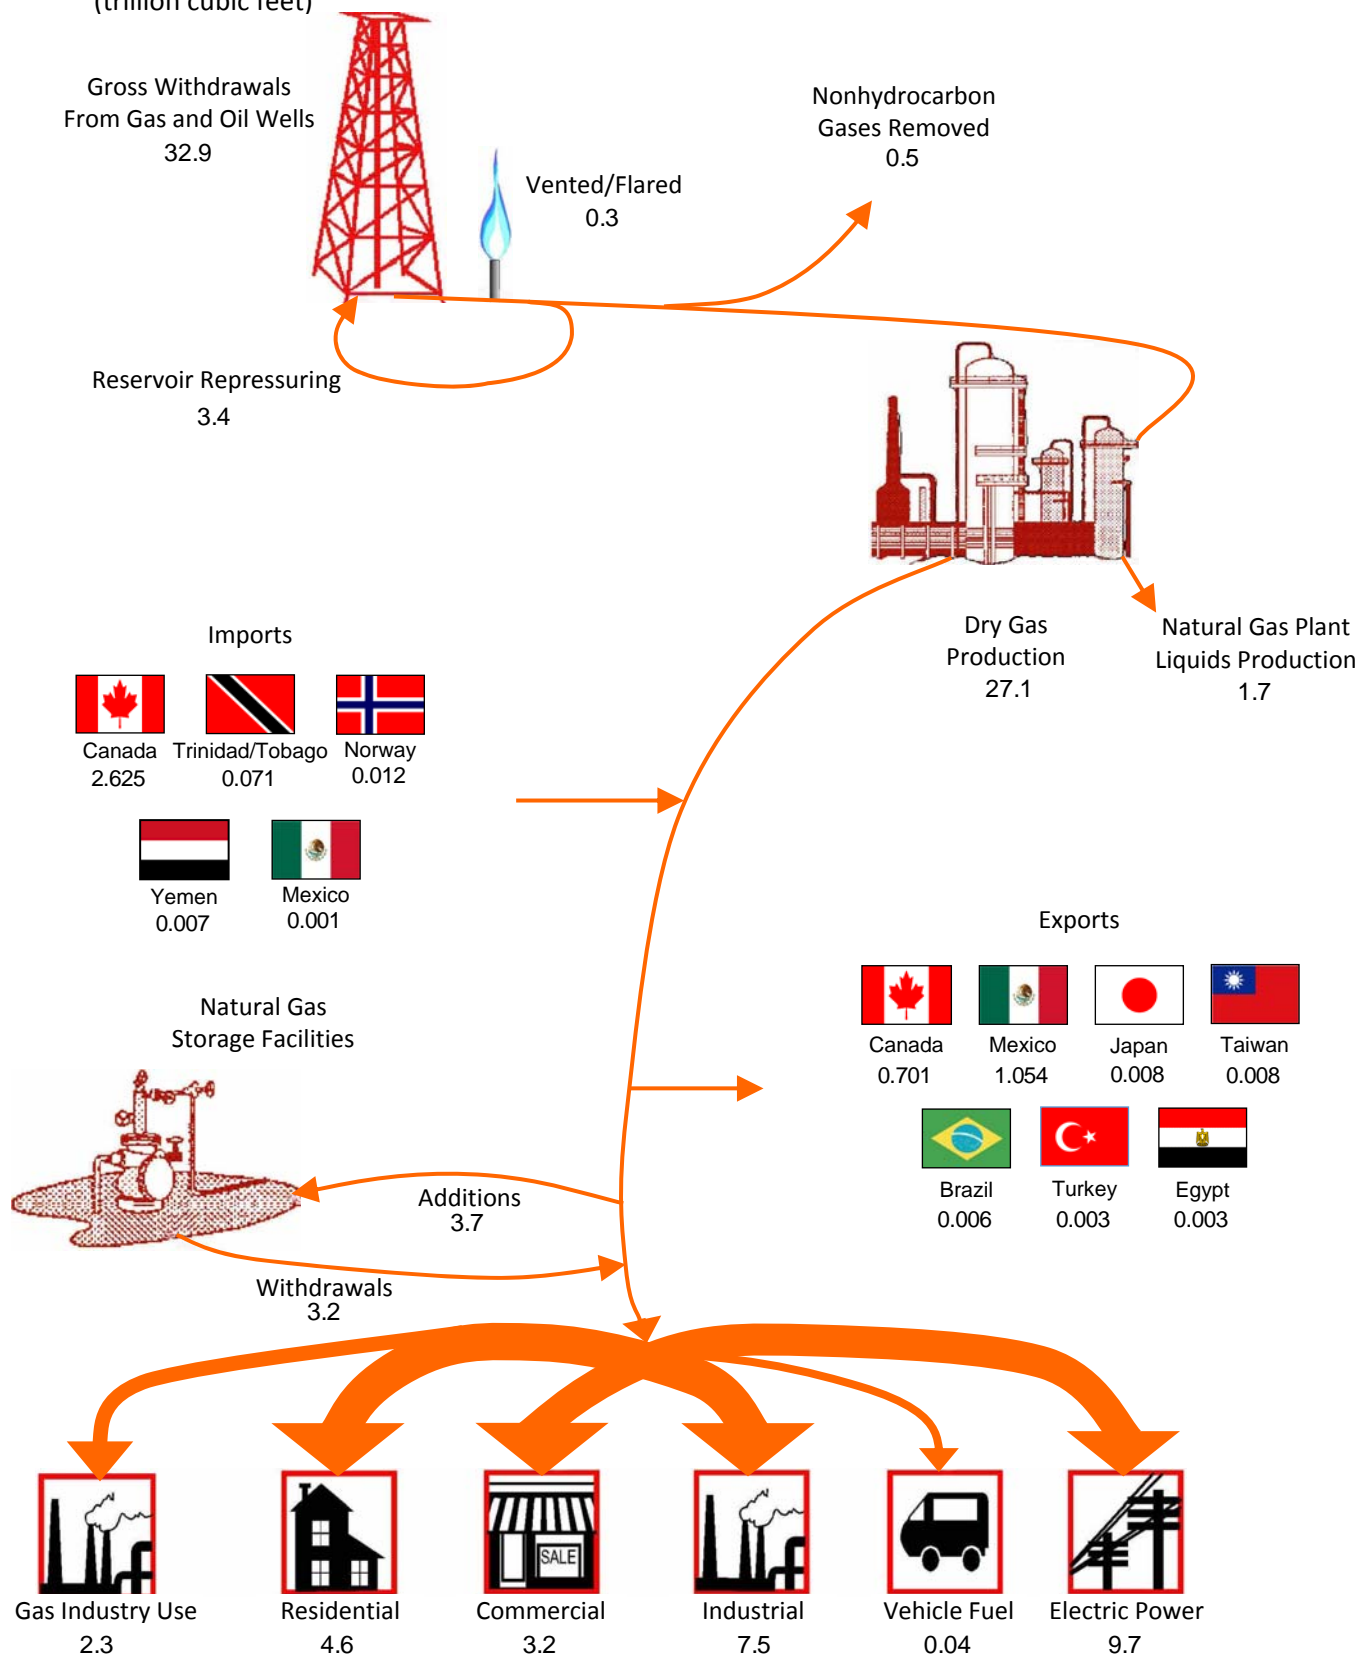 (trillion cubic feet)
Gross Withdrawals
From Gas and Oil Wells
32.9
Nonhydrocarbon
Gases Removed
0.5
Vented/Flared
0.3
Reservoir Repressuring
3.4
Dry Gas
Production
27.1
Natural Gas Plant
Liquids Production
1.7
Imports
Canada
2.625
Trinidad/Tobago
0.071
Norway
0.012
Yemen
0.007
Mexico
0.001
Exports
Canada
0.701
Mexico
1.054
Japan
0.008
Taiwan
0.008
Brazil
0.006
Turkey
0.003
Egypt
0.003
Natural Gas
Storage Facilities
Additions
3.7
Withdrawals
3.2
SALE
Gas Industry Use
2.3
Residential
4.6
Commercial
3.2
Industrial
7.5
Vehicle Fuel
0.04
Electric Power
9.7